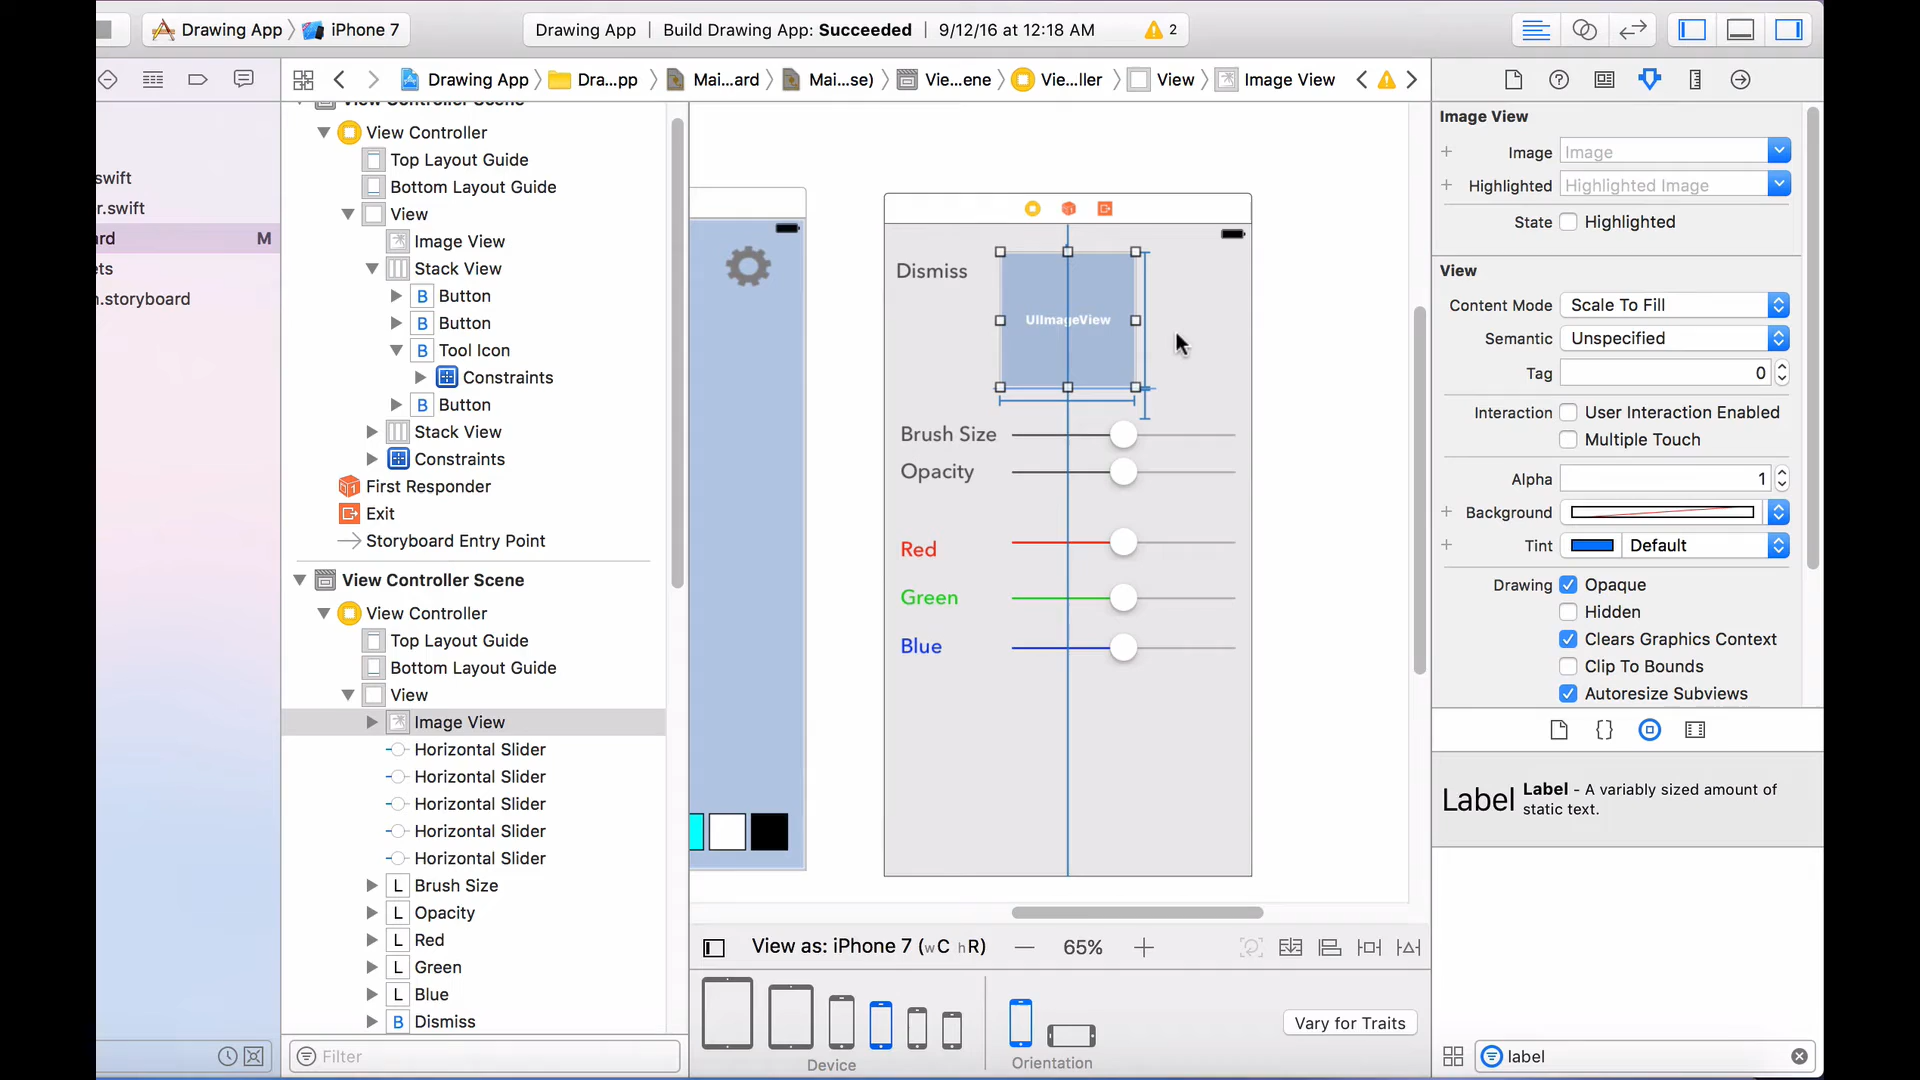 Drawing App
iPhone 7
Drawing App
Build Drawing App: Succeeded
9/12/16 at 12:18 AM
2
Drawing App
Dra...pp
Mai...ard
Mai...se)
Vie...ene
Vie...ller
View
Image View
swift
r.swift
rd
M
ts
n.storyboard
View Controller Scene
View Controller
Top Layout Guide
Bottom Layout Guide
View
Image View
Stack View
B Button
B Button
B Tool Icon
Constraints
B Button
Stack View
Constraints
First Responder
Exit
Storyboard Entry Point
View Controller Scene
View Controller
Top Layout Guide
Bottom Layout Guide
View
Image View
Horizontal Slider
Horizontal Slider
Horizontal Slider
Horizontal Slider
Horizontal Slider
L Brush Size
L Opacity
L Red
L Green
L Blue
B Dismiss
Filter
Dismiss
UIImageView
Brush Size
Opacity
Red
Green
Blue
View as: iPhone 7 (wC hR)
65%
Device
Orientation
Vary for Traits
Image View
Image
Image
Highlighted
Highlighted Image
State
Highlighted
View
Content Mode
Scale To Fill
Semantic
Unspecified
Tag
0
Interaction
User Interaction Enabled
Multiple Touch
Alpha
1
Background
Tint
Default
Drawing
Opaque
Hidden
Clears Graphics Context
Clip To Bounds
Autoresize Subviews
{}
Label
Label - A variably sized amount of
static text.
label